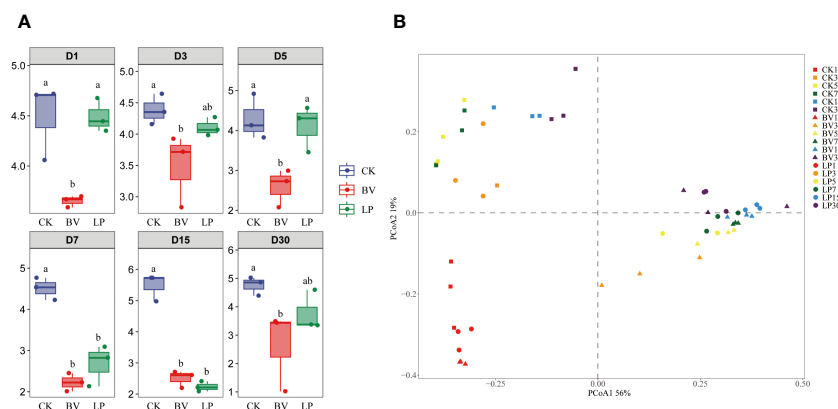 A
B
D1
D3
D5
5.0
4.5
4.0
a
b
a
5.0
4.5
4.0
3.5
3.0
a
b
ab
5
4
3
2
a
b
a
CK BV LP
CK BV LP
CK BV LP
D7
D15
D30
5
4
3
2
a
b
b
6
5
4
3
2
a
b
b
5
4
3
2
1
a
b
ab
CK BV LP
CK BV LP
CK BV LP
CK
BV
LP
PCoA2 19%
0.2
0.0
−0.2
−0.4
−0.25
0.00
0.25
0.50
PCoA1 56%
CK1
CK3
CK5
CK7
CK1
CK3
BV1
BV3
BV5
BV7
BV1
BV3
LP1
LP3
LP5
LP7
LP15
LP30